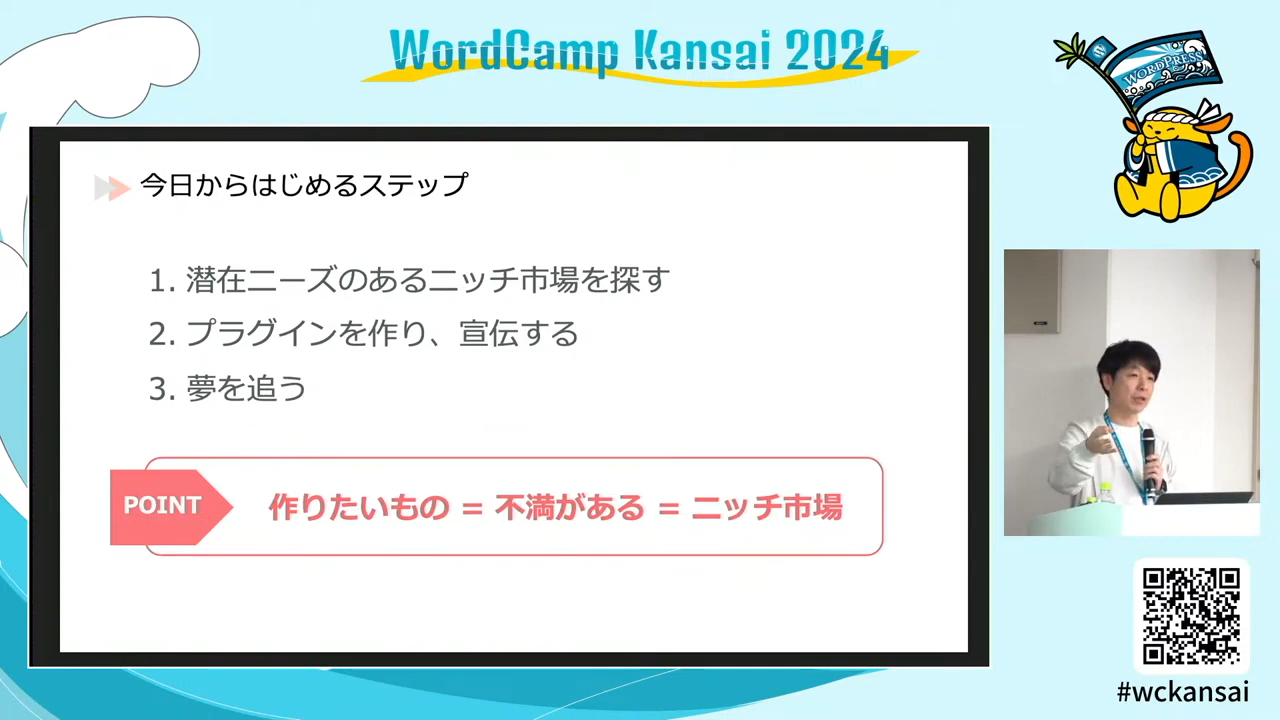 WordCamp Kansai 2024
WORDPRESS
W
今日からはじめるステップ
1. 潜在ニーズのあるニッチ市場を探す
2. プラグインを作り、宣伝する
3. 夢を追う
POINT
作りたいもの = 不満がある = ニッチ市場
#wckansai